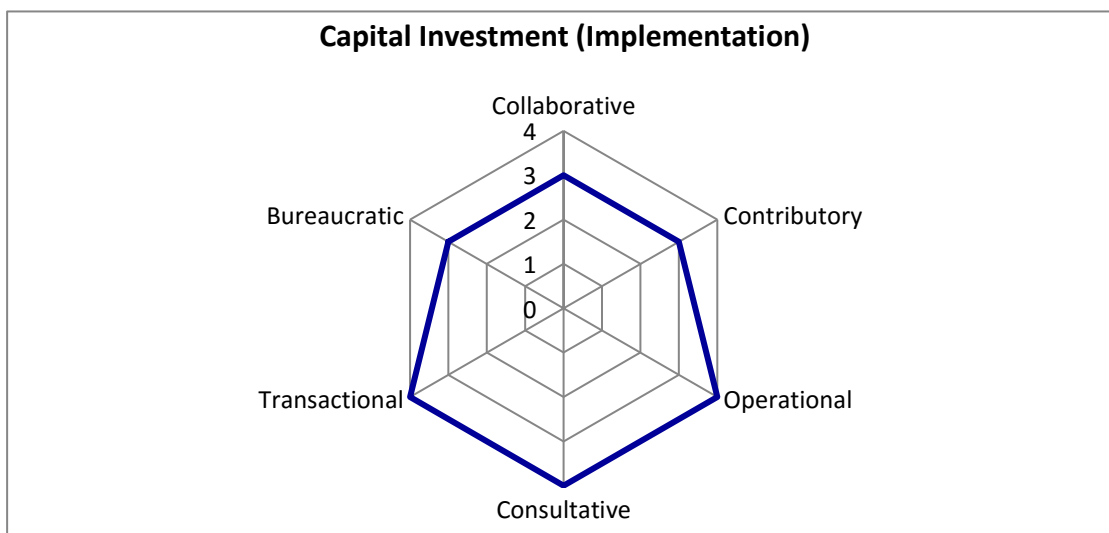 Capital Investment (Implementation)
Collaborative
4
3
Bureaucratic
Contributory
2
1
0
Transactional
Operational
Consultative